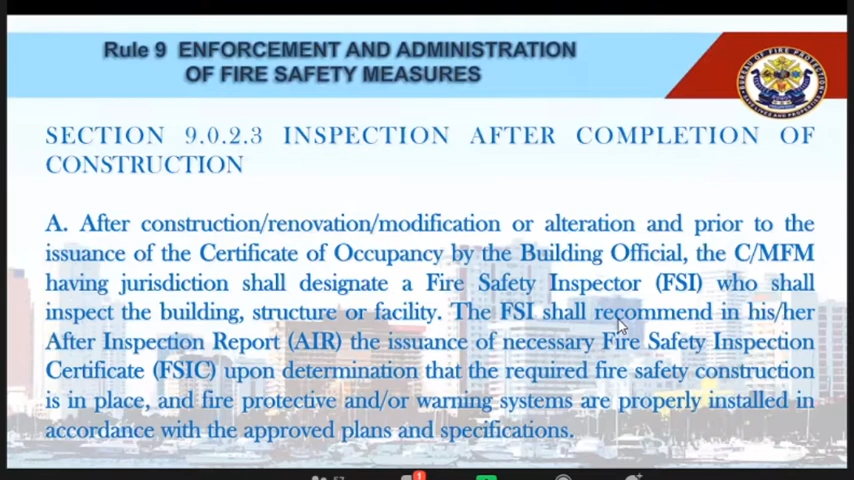 Rule 9 ENFORCEMENT AND ADMINISTRATION
OF FIRE SAFETY MEASURES
BUREAU OF FIRE PROTECTION
SECTION 9.0.2.3 INSPECTION AFTER COMPLETION OF
CONSTRUCTION
A. After construction/renovation/modification or alteration and prior to the
issuance of the Certificate of Occupancy by the Building Official, the C/MFM
having jurisdiction shall designate a Fire Safety Inspector (FSI) who shall
inspect the building, structure or facility. The FSI shall recommend in his/her
After Inspection Report (AIR) the issuance of necessary Fire Safety Inspection
Certificate (FSIC) upon determination that the required fire safety construction
is in place, and fire protective and/or warning systems are properly installed in
accordance with the approved plans and specifications.
1